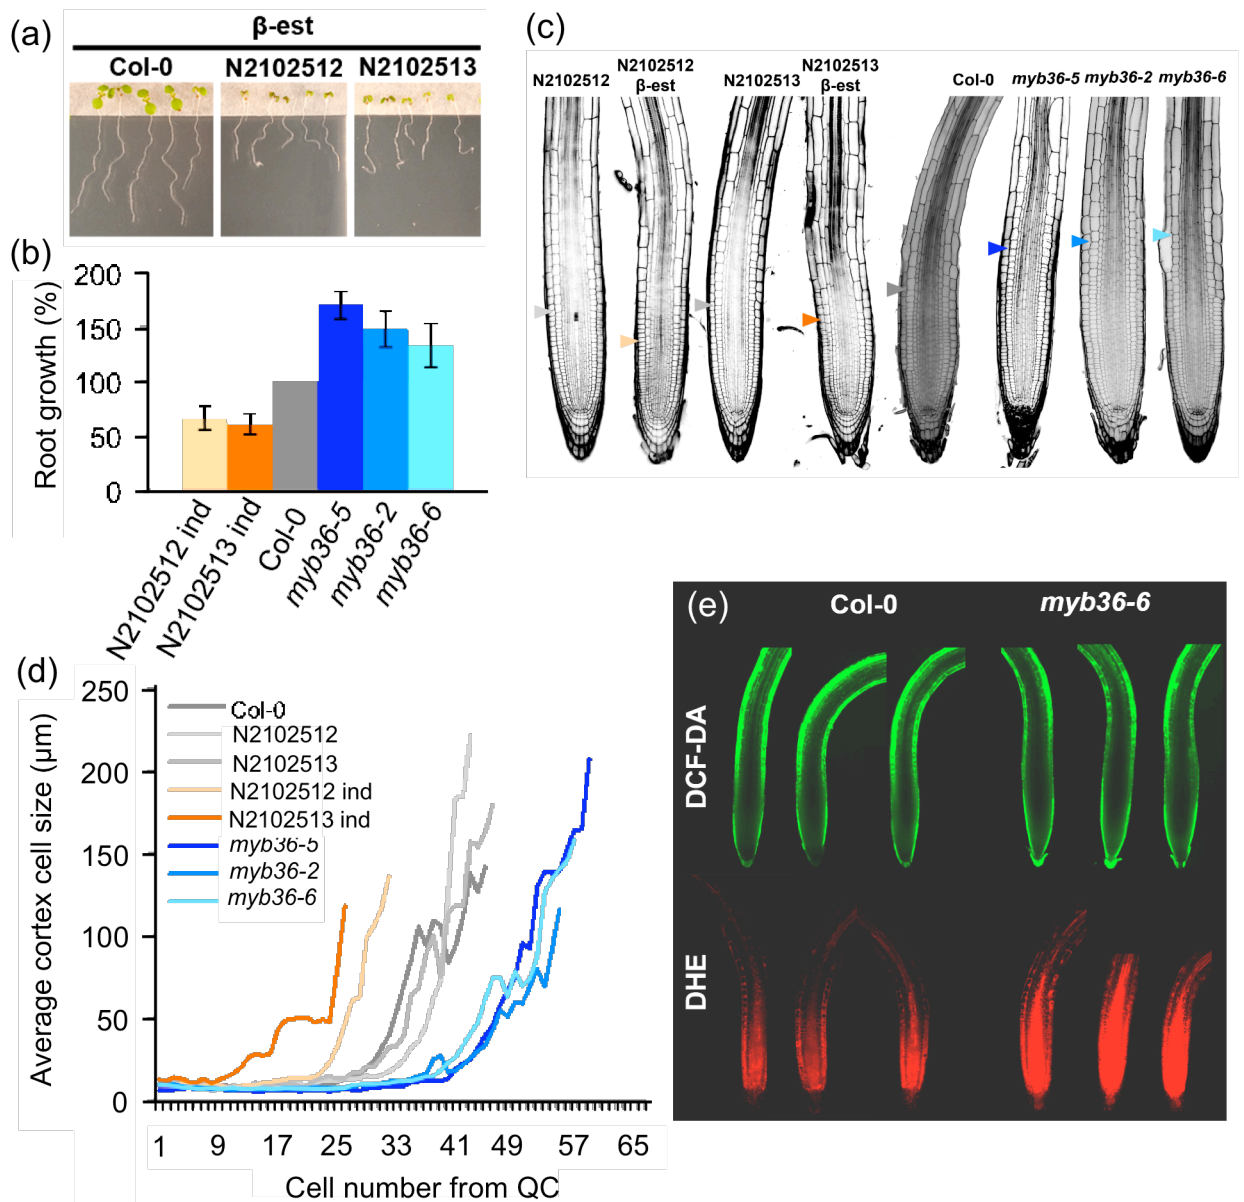 (a)
β-est
Col-0 N2102512 N2102513
(b)
Root growth (%)
200
150
100
50
0
N2102512 ind
N2102513 ind
Col-0
myb36-5
myb36-2
myb36-6
(c)
N2102512
N2102512
β-est
N2102513
N2102513
β-est
Col-0
myb36-5
myb36-2
myb36-6
(d)
Average cortex cell size (μm)
250
200
150
100
50
0
Col-0
N2102512
N2102513
N2102512 ind
N2102513 ind
myb36-5
myb36-2
myb36-6
1 9 17 25 33 41 49 57 65
Cell number from QC
(e)
Col-0 myb36-6
DCF-DA
DHE